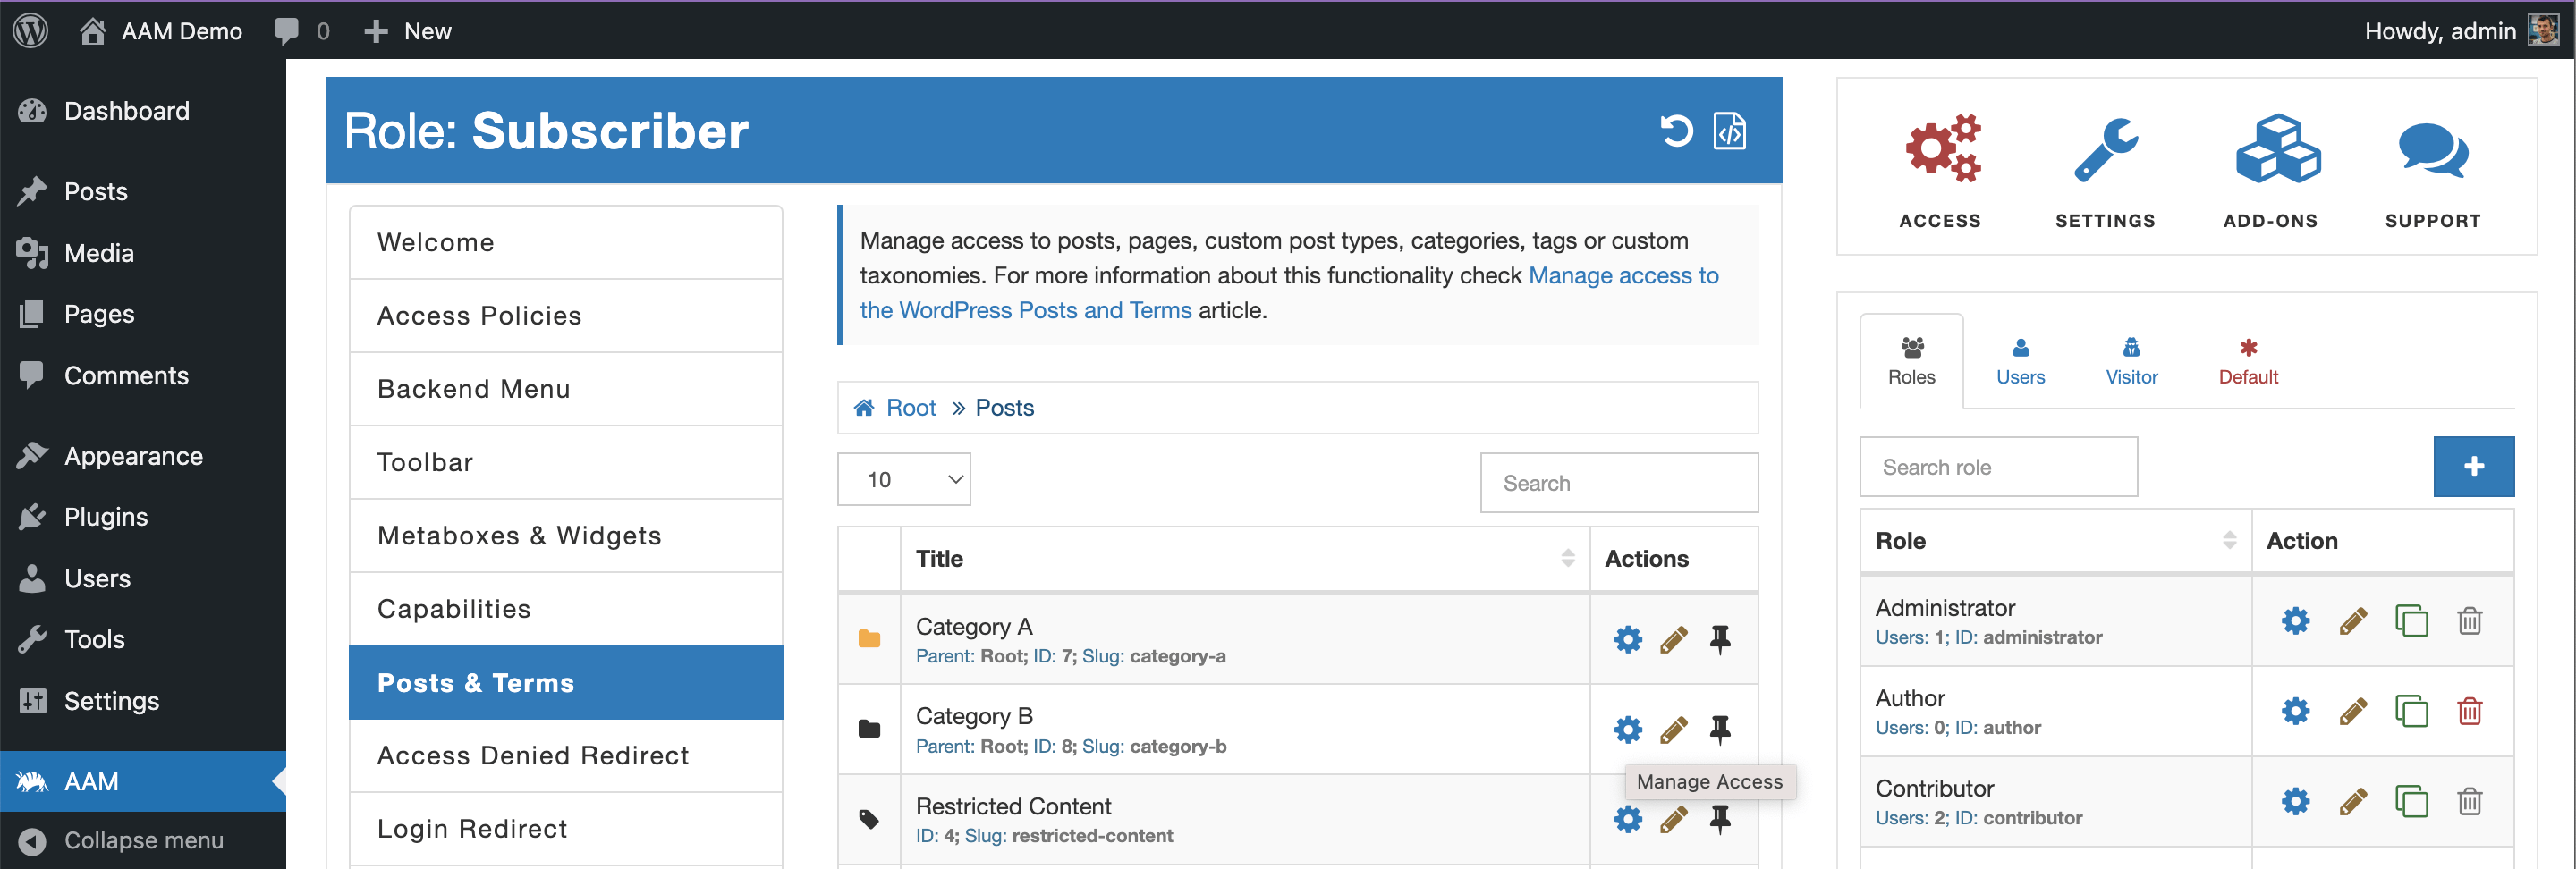 AAM Demo
0
New
Howdy, admin
Dashboard
Posts
Media
Pages
Comments
Appearance
Plugins
Users
Tools
Settings
AAM
Collapse menu
Role: Subscriber
Welcome
Access Policies
Backend Menu
Toolbar
Metaboxes & Widgets
Capabilities
Posts & Terms
Access Denied Redirect
Login Redirect
Manage access to posts, pages, custom post types, categories, tags or custom
taxonomies. For more information about this functionality check Manage access to
the WordPress Posts and Terms article.
Root » Posts
10
Search
Title Actions
Category A
Parent: Root; ID: 7; Slug: category-a
Category B
Parent: Root; ID: 8; Slug: category-b
Manage Access
Restricted Content
ID: 4; Slug: restricted-content
ACCESS SETTINGS ADD-ONS SUPPORT
Roles Users Visitor Default
Search role
Role Action
Administrator
Users: 1; ID: administrator
Author
Users: 0; ID: author
Contributor
Users: 2; ID: contributor